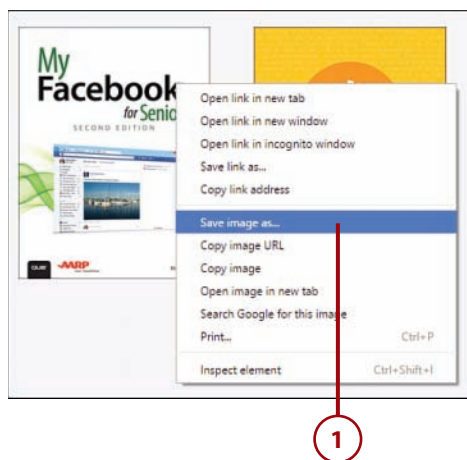 My
Facebook
for Senio
SECOND EDITION
Open link in new tab
Open link in new window
Open link in incognito window
Save link as...
Copy link address
Save image as...
Copy image URL
Copy image
Open image in new tab
Search Google for this image
Print... Ctrl+P
Inspect element Ctrl+Shift+I
que AARP
1